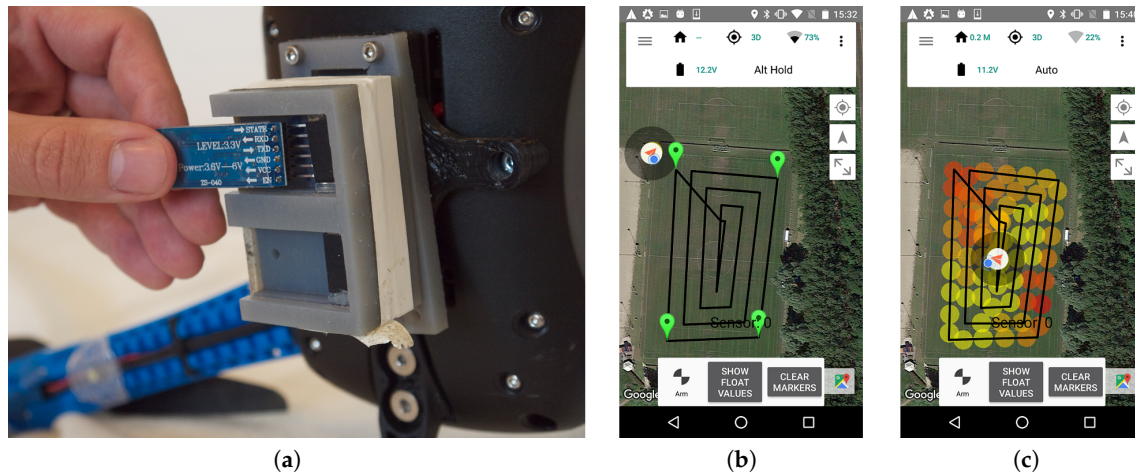 STATE
RXD
LEVEL:3.3V
TXD
GND
Power:3.6V---6V
VCC
TS-040
EN
15:32
--
3D
73%
12.2V
Alt Hold
Sensor 0
Arm
SHOW
FLOAT
VALUES
CLEAR
MARKERS
Google
0.2 M
3D
22%
11.2V
Auto
Sensor 0
Arm
SHOW
FLOAT
VALUES
CLEAR
MARKERS
Google
(a)
(b)
(c)